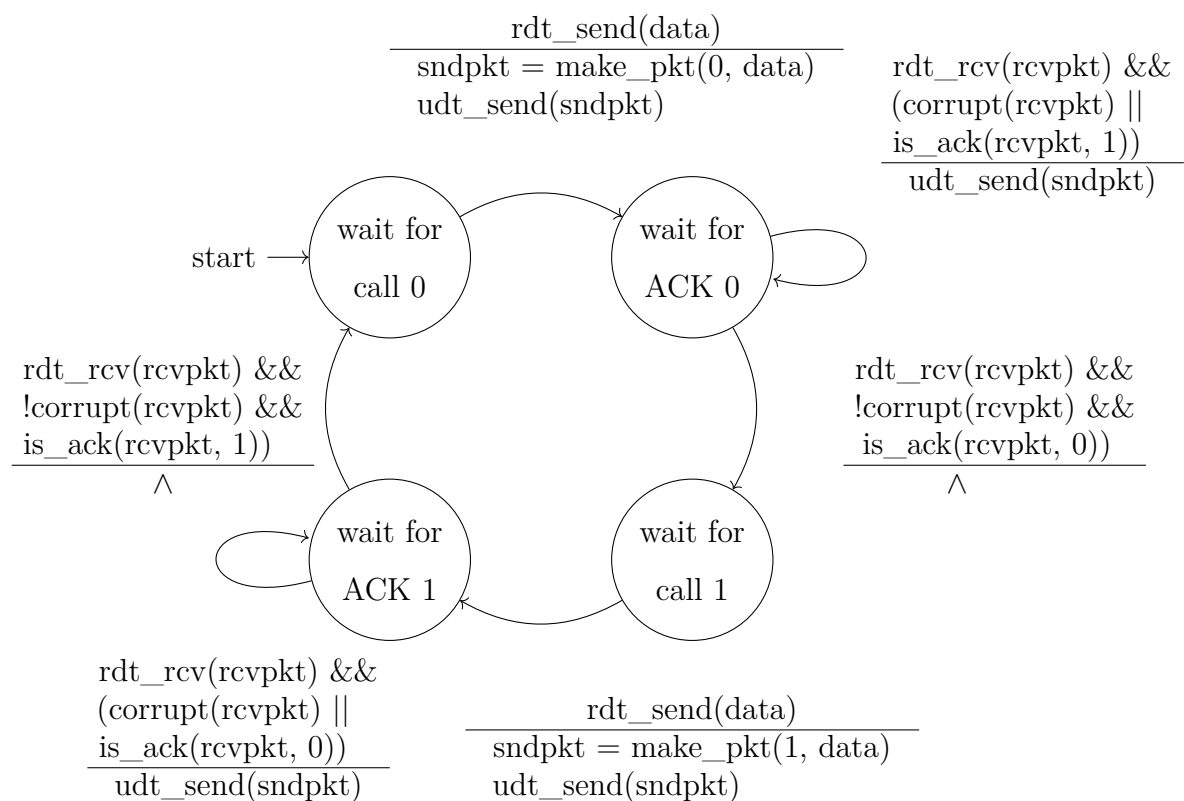 rdt_send(data)
sndpkt = make_pkt(0, data)
udt_send(sndpkt)
rdt_rcv(rcvpkt) &&
(corrupt(rcvpkt) ||
is_ack(rcvpkt, 1))
udt_send(sndpkt)
start
wait for
call 0
wait for
ACK 0
rdt_rcv(rcvpkt) &&
!corrupt(rcvpkt) &&
is_ack(rcvpkt, 1))
∧
rdt_rcv(rcvpkt) &&
!corrupt(rcvpkt) &&
is_ack(rcvpkt, 0))
∧
wait for
ACK 1
wait for
call 1
rdt_rcv(rcvpkt) &&
(corrupt(rcvpkt) ||
is_ack(rcvpkt, 0))
udt_send(sndpkt)
rdt_send(data)
sndpkt = make_pkt(1, data)
udt_send(sndpkt)